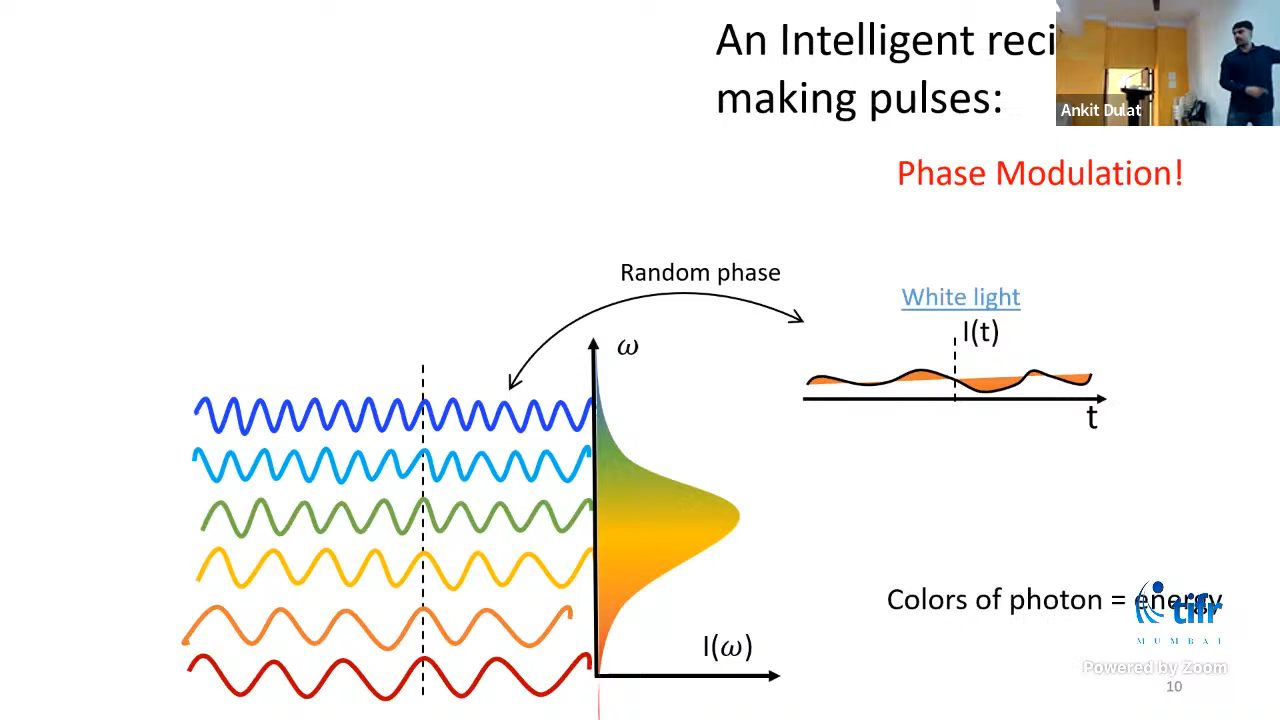 An Intelligent reci
making pulses:
Ankit Dulat
Phase Modulation!
Random phase
White light
I(t)
ω
t
I(ω)
Colors of photon = energy
tifr
MUMBAI
Powered by Zoom
10